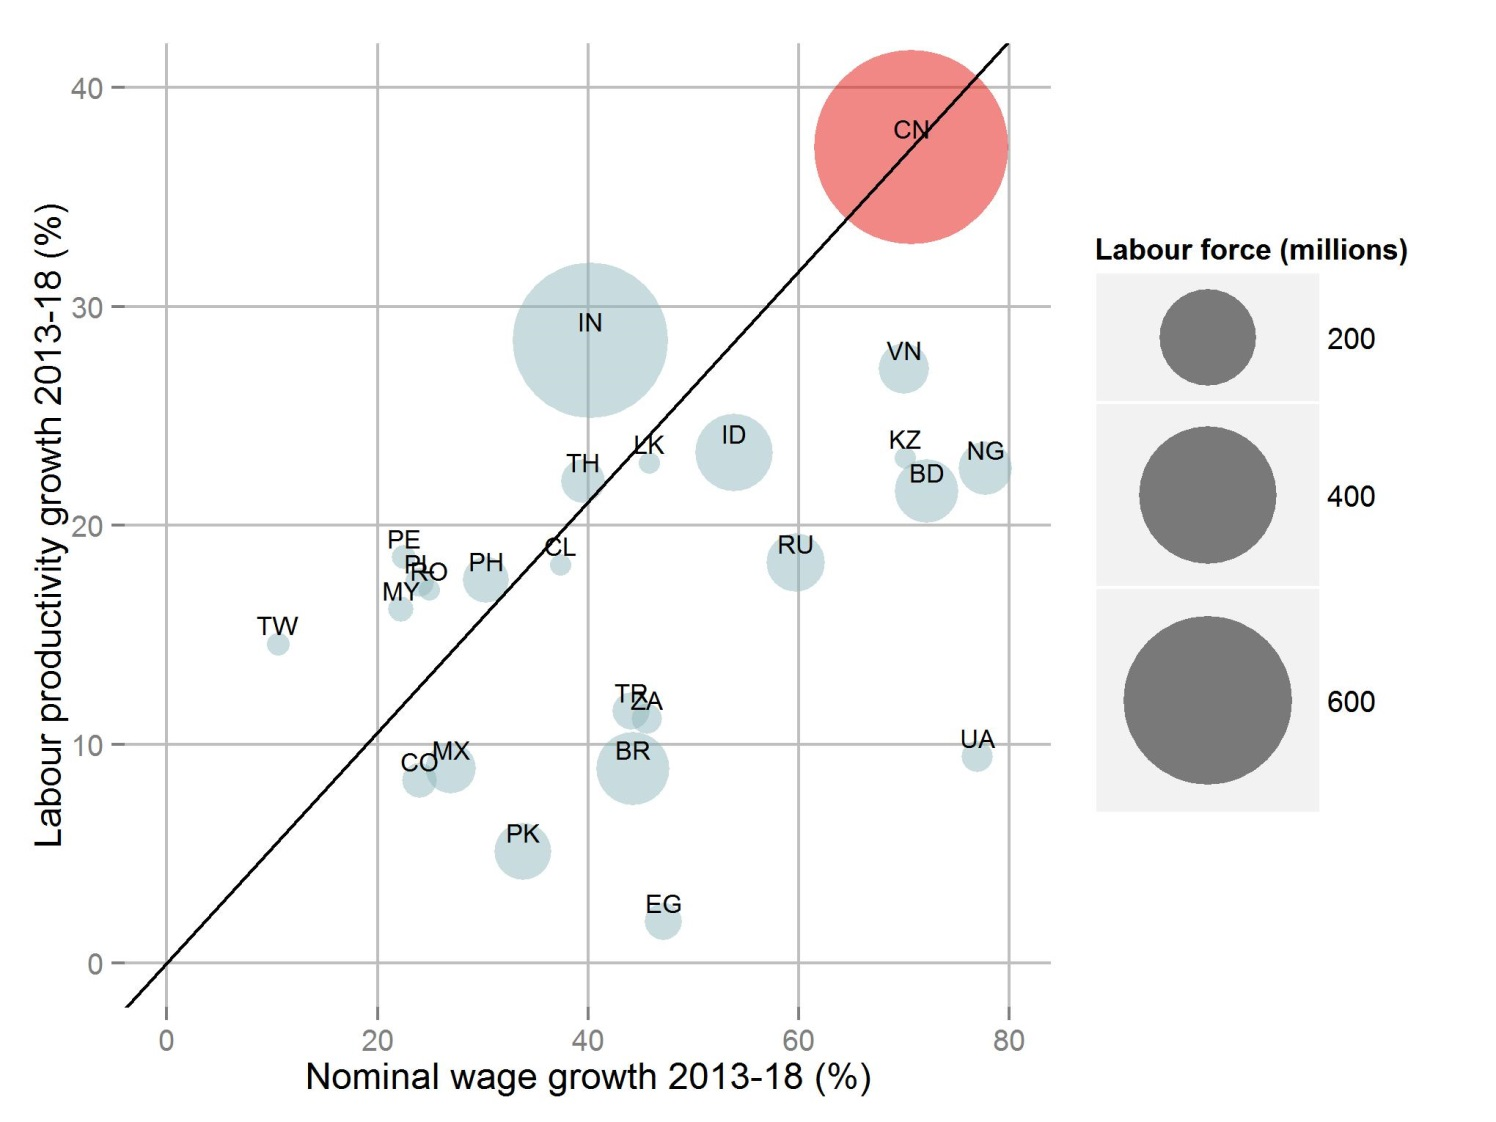 Labour productivity growth 2013-18 (%)
40
30
20
10
0
CN
IN
VN
ID
LK
KZ
NG
TH
BD
PE
CL
RU
PL
RO
PH
MY
TW
TR
ZA
UA
CO
MX
BR
PK
EG
0
20
40
60
80
Nominal wage growth 2013-18 (%)
Labour force (millions)
200
400
600